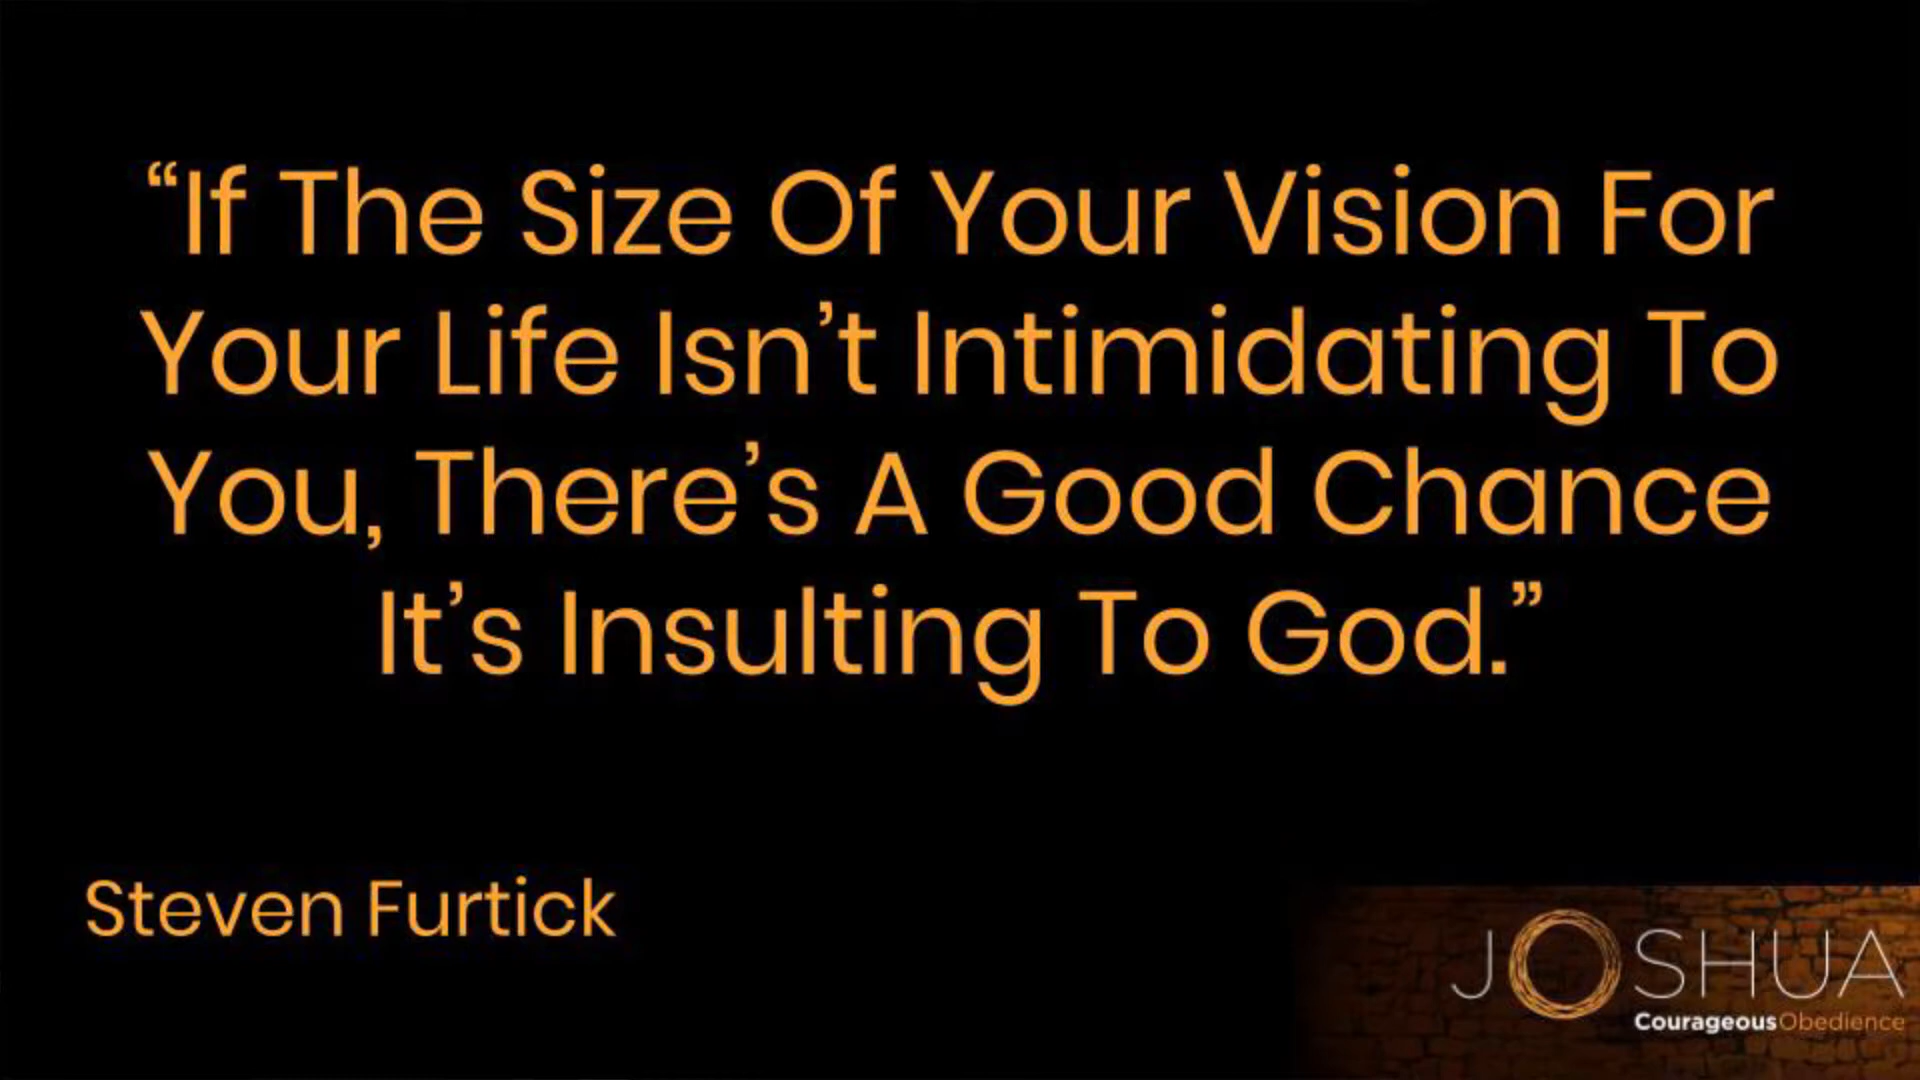 “If The Size Of Your Vision For
Your Life Isn’t Intimidating To
You, There’s A Good Chance
It’s Insulting To God.”
Steven Furtick
JOSHUA
CourageousObedience